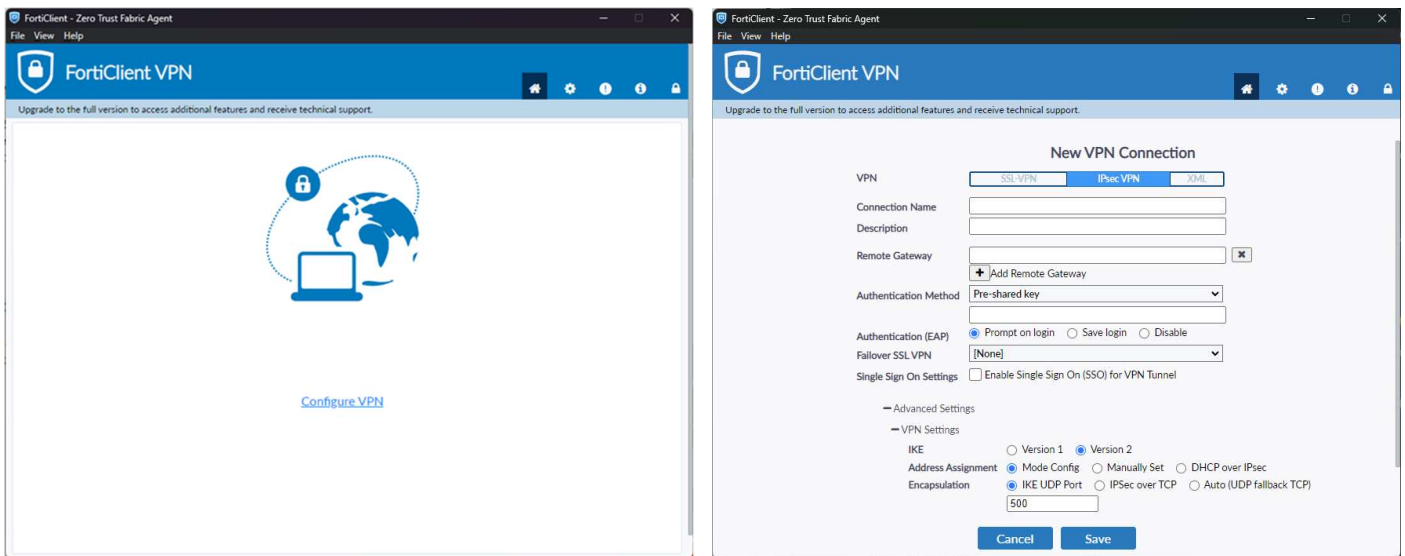 FortiClient - Zero Trust Fabric Agent
File View Help
FortiClient VPN
Upgrade to the full version to access additional features and receive technical support.
Configure VPN
FortiClient - Zero Trust Fabric Agent
File View Help
FortiClient VPN
Upgrade to the full version to access additional features and receive technical support.
New VPN Connection
VPN SSL-VPN IPsec VPN XML
Connection Name
Description
Remote Gateway
+ Add Remote Gateway
Authentication Method Pre-shared key
Authentication (EAP) Prompt on login Save login Disable
Failover SSL VPN [None]
Single Sign On Settings Enable Single Sign On (SSO) for VPN Tunnel
Advanced Settings
VPN Settings
IKE Version 1 Version 2
Address Assignment Mode Config Manually Set DHCP over IPsec
Encapsulation IKE UDP Port IPSec over TCP Auto (UDP fallback TCP)
500
Cancel Save